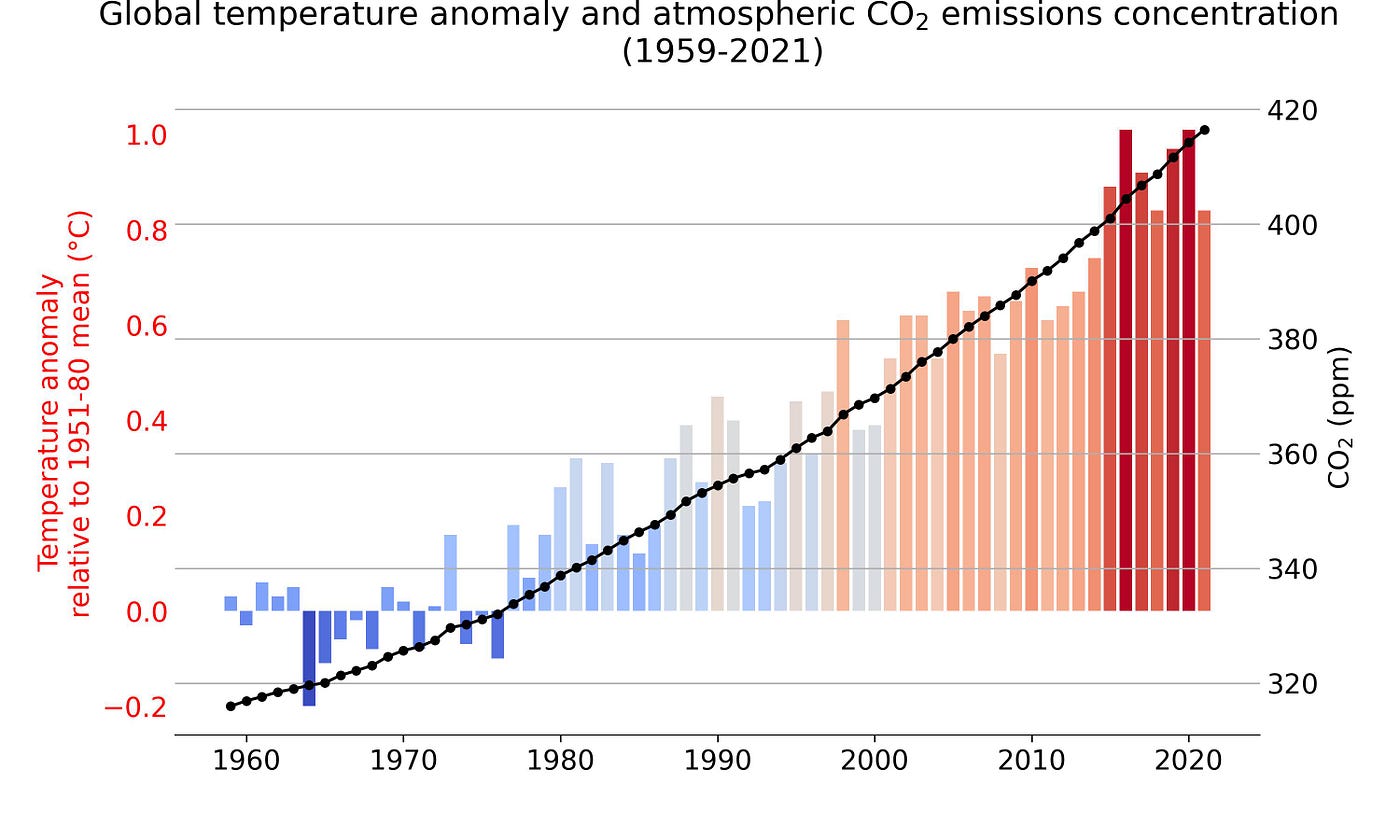 Global temperature anomaly and atmospheric CO₂ emissions concentration
(1959-2021)
Temperature anomaly
relative to 1951-80 mean (°C)
1.0
0.8
0.6
0.4
0.2
0.0
−0.2
420
400
380
360
340
320
CO₂ (ppm)
1960 1970 1980 1990 2000 2010 2020